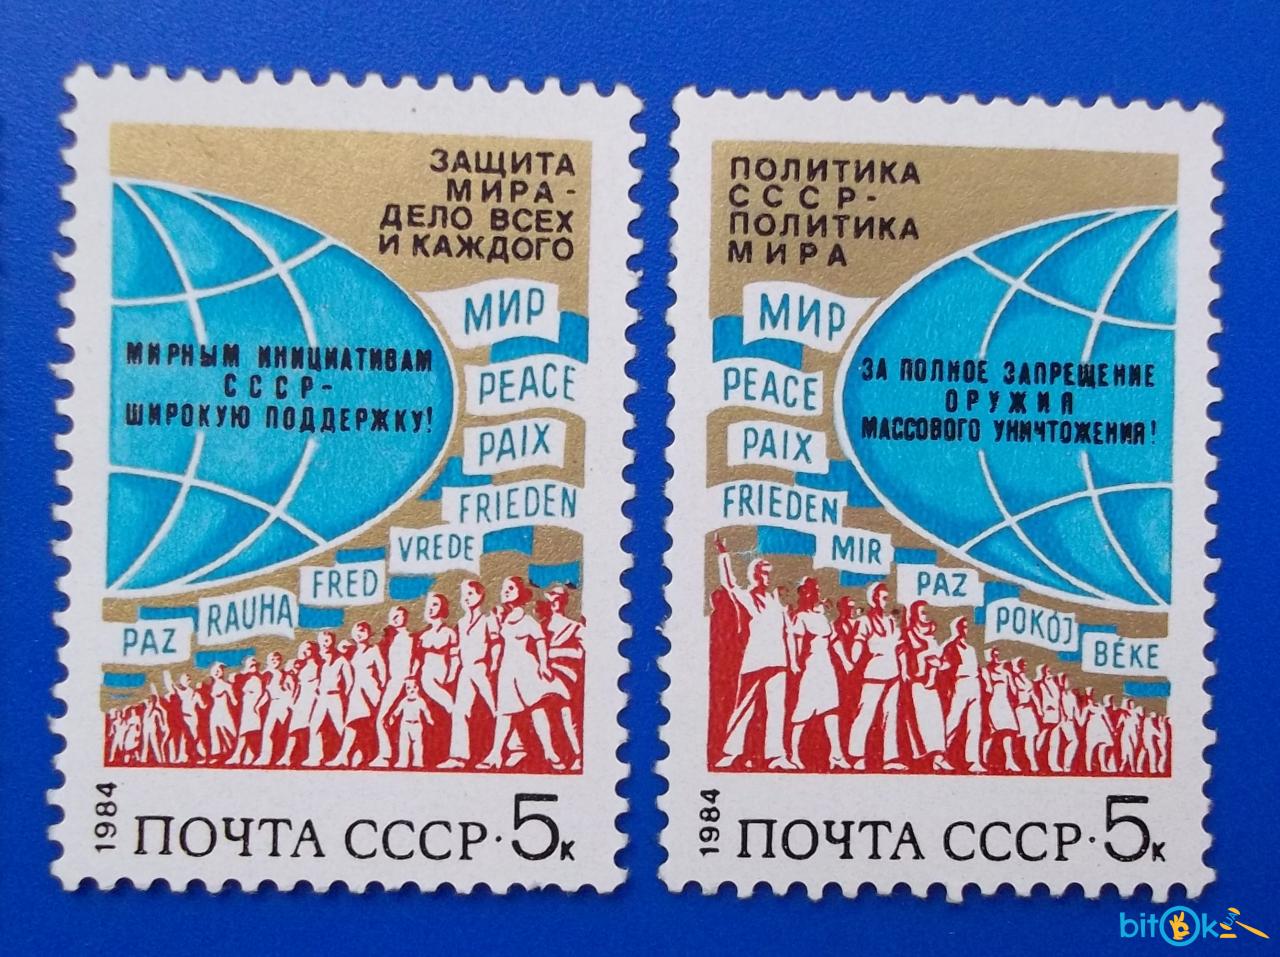 ЗАЩИТА
МИРА -
ДЕЛО ВСЕХ
И КАЖДОГО
МИРНЫМ ИНИЦИАТИВАМ
СССР-
ШИРОКУЮ ПОДДЕРЖКУ!
МИР
PEACE
PAIX
FRIEDEN
VREDE
FRED
RAUHA
PAZ
1984
ПОЧТА СССР·5к
ПОЛИТИКА
СССР-
ПОЛИТИКА
МИРА
МИР
PEACE
PAIX
FRIEDEN
MIR
PAZ
POKÓJ
BÉKE
ЗА ПОЛНОЕ ЗАПРЕЩЕНИЕ
ОРУЖИЯ
МАССОВОГО УНИЧТОЖЕНИЯ!
1984
ПОЧТА СССР·5к
bitOk